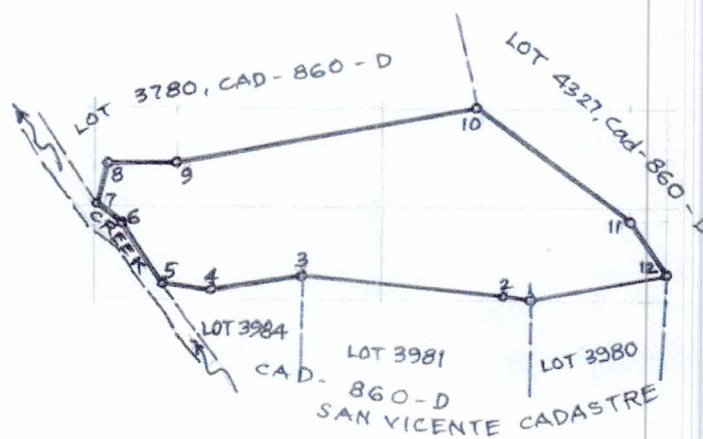 LOT 3780, CAD-860-D
LOT 4327, Cad-860-D
10
8
9
7
6
CREEK
11
12
5
4
3
2
1
LOT 3984
LOT 3981
LOT 3980
CAD-860-D
SAN VICENTE CADASTRE